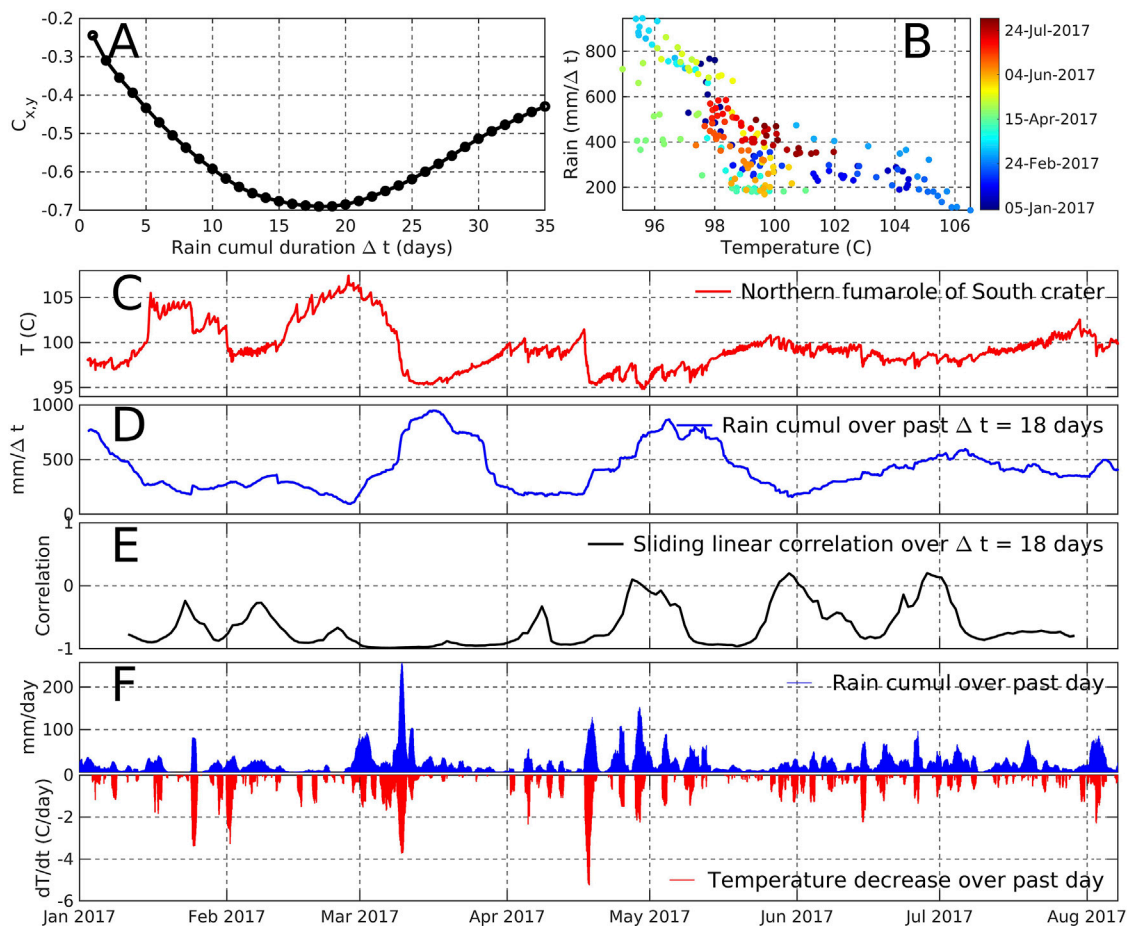 A
-0.2
-0.3
-0.4
-0.5
-0.6
-0.7
Cx,y
0 5 10 15 20 25 30 35
Rain cumul duration Δ t (days)
B
800
600
400
200
Rain (mm/Δ t)
96 98 100 102 104 106
Temperature (C)
24-Jul-2017
04-Jun-2017
15-Apr-2017
24-Feb-2017
05-Jan-2017
C
Northern fumarole of South crater
105
100
95
T (C)
D
Rain cumul over past Δ t = 18 days
1000
500
0
mm/Δ t
E
Sliding linear correlation over Δ t = 18 days
1
0
-1
Correlation
F
Rain cumul over past day
200
100
mm/day
0
-2
-4
-6
dT/dt (C/day)
Temperature decrease over past day
Jan 2017 Feb 2017 Mar 2017 Apr 2017 May 2017 Jun 2017 Jul 2017 Aug 2017